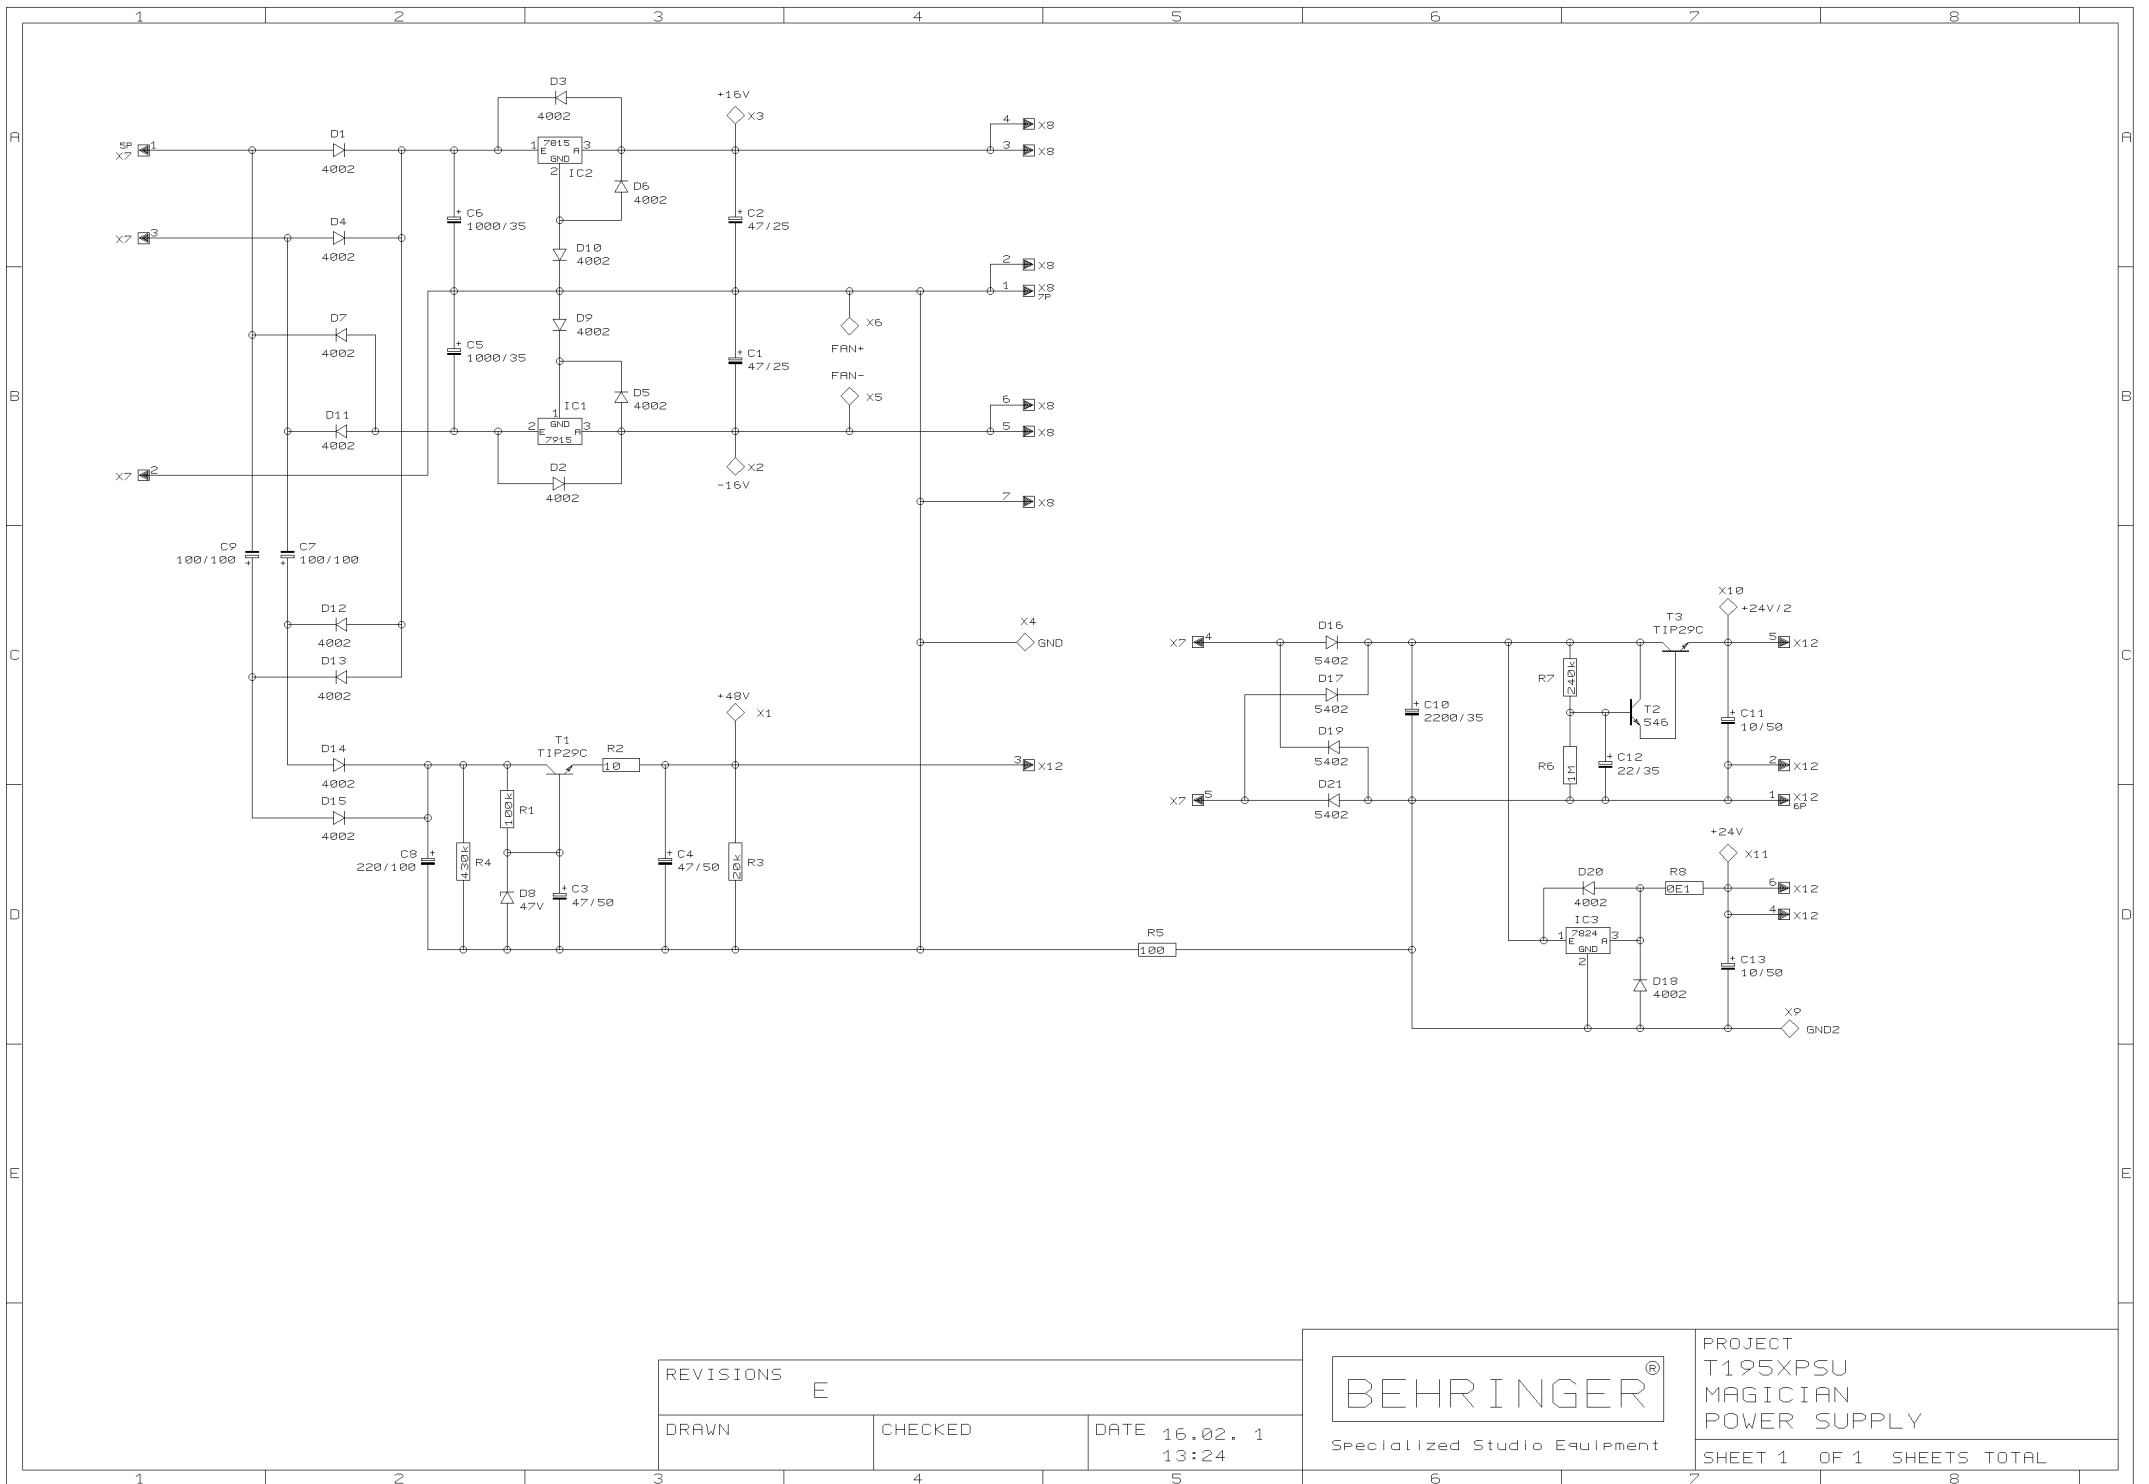 1 2 3 4 5 6 7 8
A A
B B
C C
D D
E E
5P
X7 1
D1
4002
D3
4002
7815
1 E A 3
GND
2 IC2
+16V
X3
4 X8
3 X8
D6
4002
X7 3
D4
4002
C6
1000/35
C2
47/25
D10
4002
2 X8
1 X8
7P
D7
4002
C5
1000/35
D9
4002
X6
FAN+
C1
47/25
FAN-
X5
D5
4002
D11
4002
IC1
1
GND
2 E A 3
7915
6 X8
5 X8
X7 2
D2
4002
X2
-16V
7 X8
C9
100/100
C7
100/100
D12
4002
D13
4002
X4
GND
+48V
X1
D14
4002
T1
TIP29C
R2
10
3 X12
D15
4002
100k
R1
C8
220/100
430k
R4
C4
47/50
20k
R3
D8
47V
C3
47/50
R5
100
X7 4
D16
5402
D17
5402
D19
5402
X7 5
D21
5402
C10
2200/35
X10
+24V/2
T3
TIP29C
5 X12
R7
240k
T2
546
C11
10/50
R6
1M
C12
22/35
2 X12
1 X12
6P
+24V
X11
D20
4002
R8
0E1
6 X12
4 X12
IC3
7824
1 E A 3
GND
2
C13
10/50
D18
4002
X9
GND2
REVISIONS
E
DRAWN
CHECKED
DATE 16.02. 1
13:24
BEHRINGER®
Specialized Studio Equipment
PROJECT
T195XPSU
MAGICIAN
POWER SUPPLY
SHEET 1 OF 1 SHEETS TOTAL
1 2 3 4 5 6 7 8